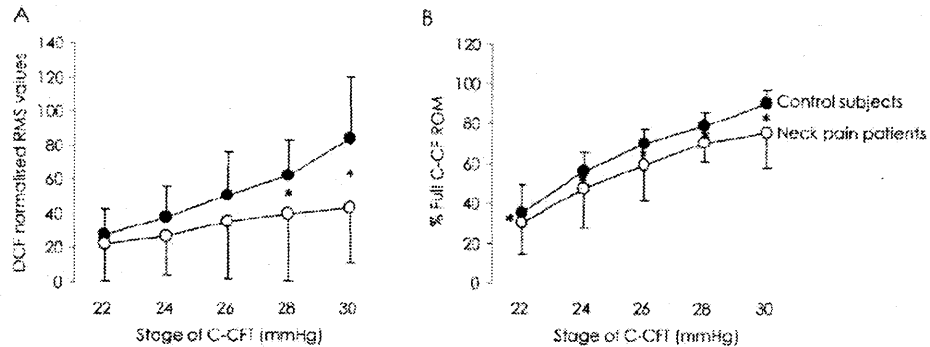 A
DCF normalised RMS values
140
120
100
80
60
40
20
0
*
*
22 24 26 28 30
Stage of C-CFT (mmHg)
B
% Full C-CF ROM
120
100
80
60
40
20
0
Control subjects
Neck pain patients
*
*
*
*
*
22 24 26 28 30
Stage of C-CFT (mmHg)